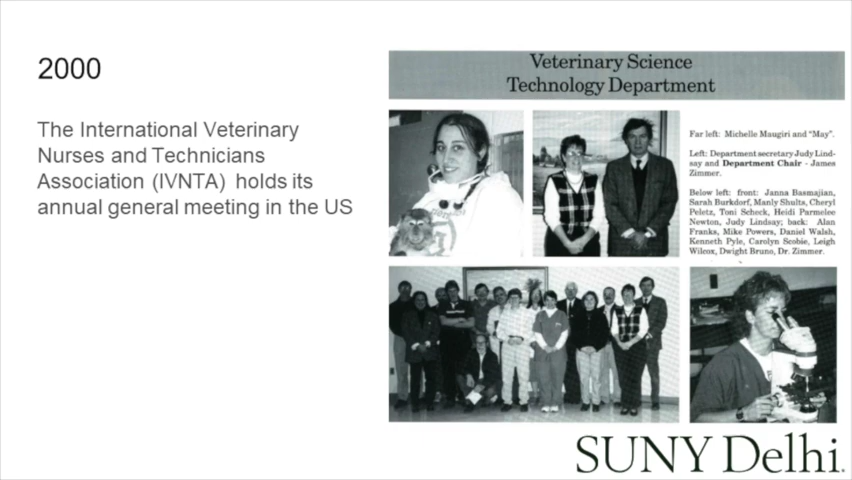 2000
The International Veterinary
Nurses and Technicians
Association (IVNTA) holds its
annual general meeting in the US
Veterinary Science
Technology Department
Far left: Michelle Maugiri and "May".
Left: Department secretary Judy Lind-
say and Department Chair - James
Zimmer.
Below left: front: Janna Basmajian,
Sarah Burkdorf, Manly Shults, Cheryl
Peletz, Toni Scheck, Heidi Parmelee
Newton, Judy Lindsay; back: Alan
Franks, Mike Powers, Daniel Walsh,
Kenneth Pyle, Carolyn Scobie, Leigh
Wilcox, Dwight Bruno, Dr. Zimmer.
SUNY Delhi.